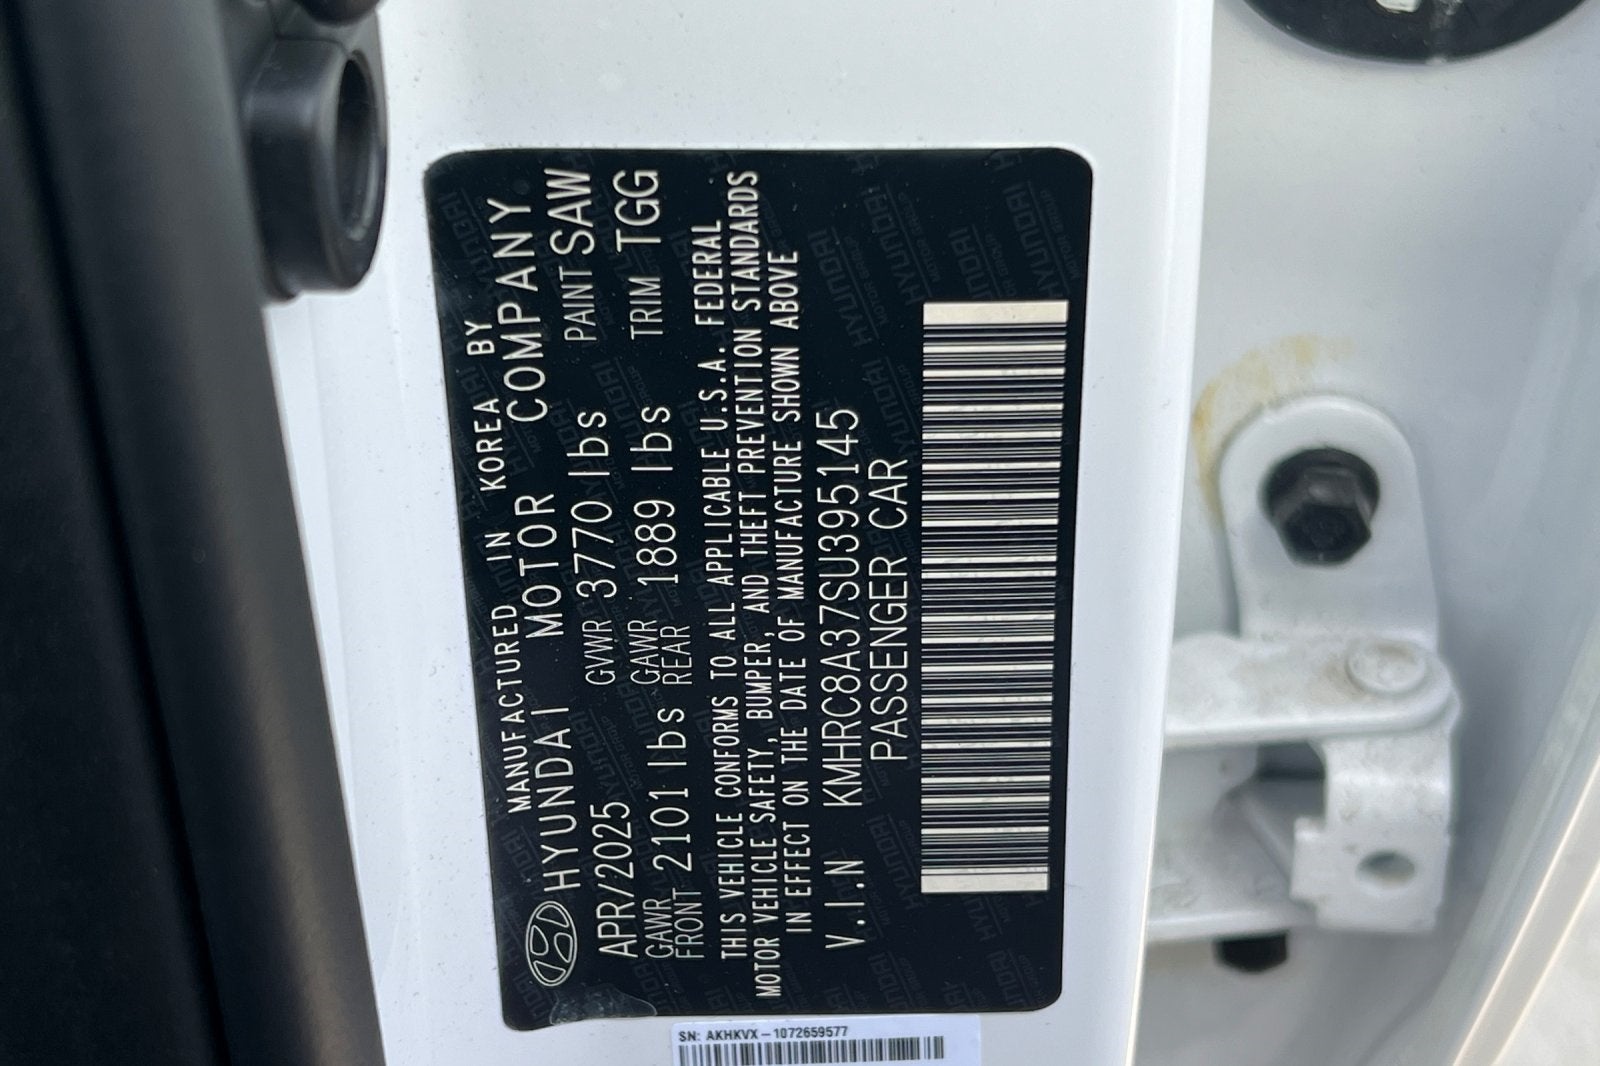 MANUFACTURED IN KOREA BY
HYUNDAI MOTOR COMPANY
APR/2025 GVWR 3770 lbs PAINT SAW
GAWR FRONT 2101 lbs GAWR REAR 1889 lbs TRIM TGG
THIS VEHICLE CONFORMS TO ALL APPLICABLE U.S.A. FEDERAL
MOTOR VEHICLE SAFETY, BUMPER, AND THEFT PREVENTION STANDARDS
IN EFFECT ON THE DATE OF MANUFACTURE SHOWN ABOVE
V.I.N KMHRC8A37SU395145
PASSENGER CAR
SN: AKHKVX-1072659577